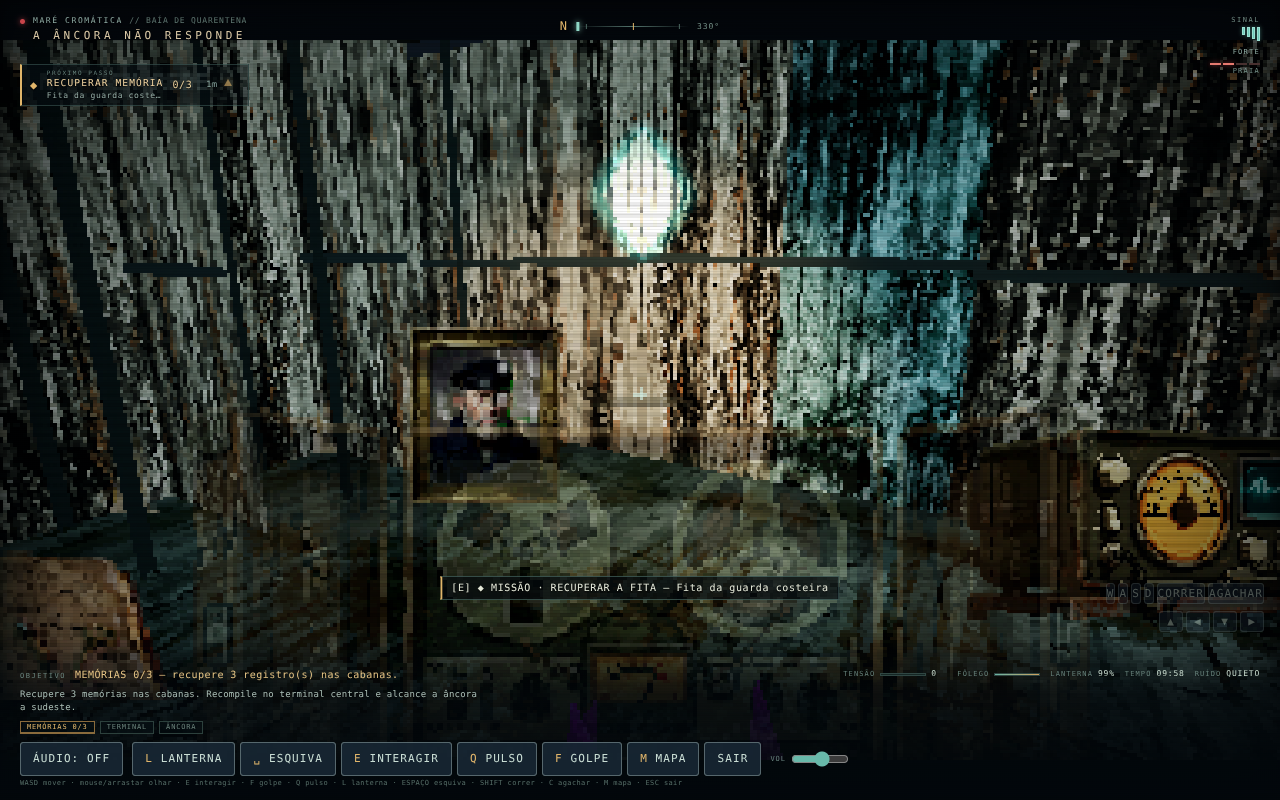 MARÉ CROMÁTICA // BAÍA DE QUARENTENA
A ÂNCORA NÃO RESPONDE
N 330°
SINAL
FORTE
PRAIA
PRÓXIMO PASSO
◆ RECUPERAR MEMÓRIA 0/3 1m ▲
Fita da guarda coste…
[E] ◆ MISSÃO · RECUPERAR A FITA — Fita da guarda costeira
W A S D CORRER AGACHAR
▲ ◄ ▼ ►
OBJETIVO MEMÓRIAS 0/3 — recupere 3 registro(s) nas cabanas.
TENSÃO 0 FÔLEGO LANTERNA 99% TEMPO 09:58 RUÍDO QUIETO
Recupere 3 memórias nas cabanas. Recompile no terminal central e alcance a âncora
a sudeste.
MEMÓRIAS 0/3 TERMINAL ÂNCORA
ÁUDIO: OFF L LANTERNA ␣ ESQUIVA E INTERAGIR Q PULSO F GOLPE M MAPA SAIR VOL
WASD mover · mouse/arrastar olhar · E interagir · F golpe · Q pulso · L lanterna · ESPAÇO esquiva · SHIFT correr · C agachar · M mapa · ESC sair